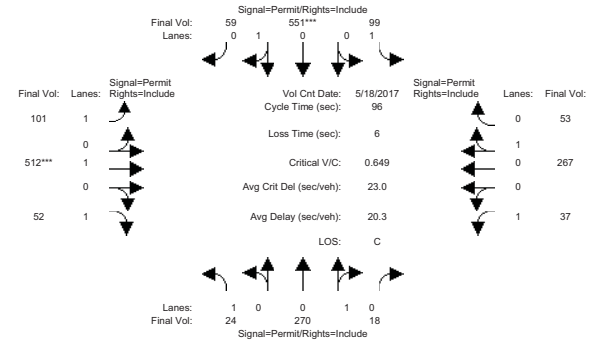 Signal=Permit/Rights=Include
Final Vol: 59 551*** 99
Lanes: 0 1 0 0 1
Signal=Permit Signal=Permit
Final Vol: Lanes: Rights=Include Vol Cnt Date: 5/18/2017 Rights=Include Lanes: Final Vol:
Cycle Time (sec): 96
101 1 0 53
Loss Time (sec): 6
0 1
512*** 1 Critical V/C: 0.649 0 267
0 Avg Crit Del (sec/veh): 23.0 0
52 1 Avg Delay (sec/veh): 20.3 1 37
LOS: C
Lanes: 1 0 0 1 0
Final Vol: 24 270 18
Signal=Permit/Rights=Include